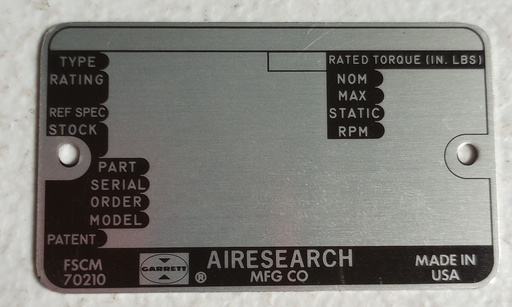 TYPE
RATED TORQUE (IN. LBS)
RATING
NOM
MAX
REF SPEC
STATIC
STOCK
RPM
PART
SERIAL
ORDER
MODEL
PATENT
FSCM
70210
GARRETT
®
AIRESEARCH
MFG CO
MADE IN
USA